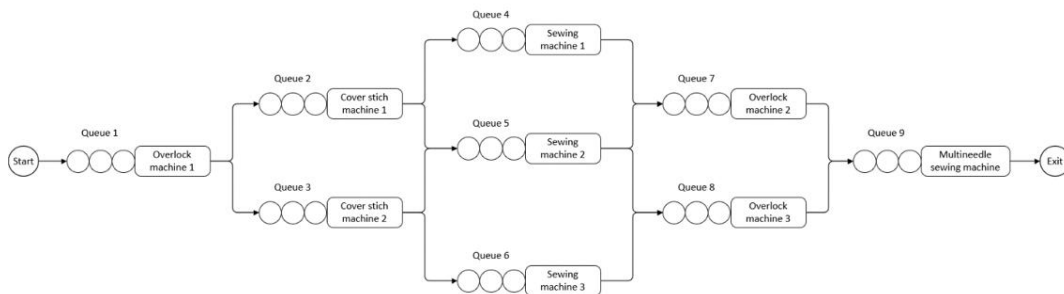 Queue 4
Sewing
machine 1
Queue 2
Queue 7
Cover stich
machine 1
Overlock
machine 2
Queue 1
Queue 5
Queue 9
Start
Overlock
machine 1
Sewing
machine 2
Multineedle
sewing machine
Exit
Queue 3
Queue 8
Cover stich
machine 2
Overlock
machine 3
Queue 6
Sewing
machine 3